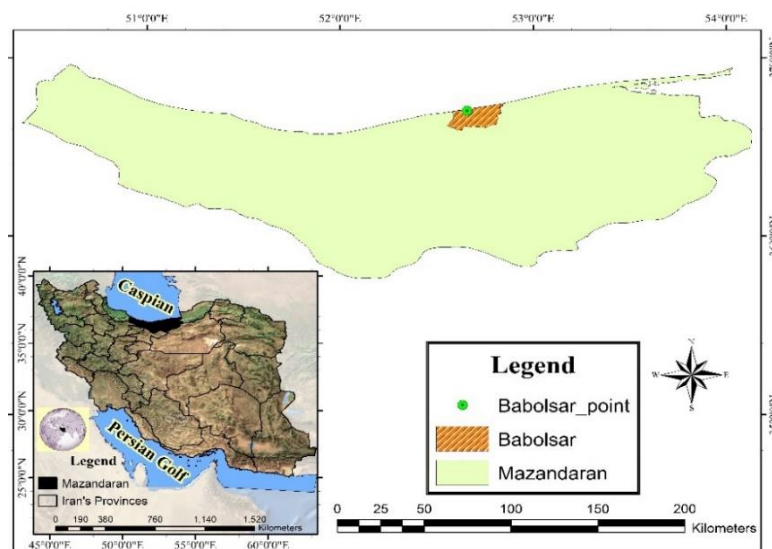 51°0'0"E 52°0'0"E 53°0'0"E 54°0'0"E
40°0'0"N
35°0'0"N
30°0'0"N
25°0'0"N
Caspian
Persian Golf
Legend
Mazandaran
Iran's Provinces
0 190 380 760 1,140 1,520
Kilometers
45°0'0"E 50°0'0"E 55°0'0"E 60°0'0"E
N
W E
S
Legend
Babolsar_point
Babolsar
Mazandaran
0 25 50 100 150 200
Kilometers